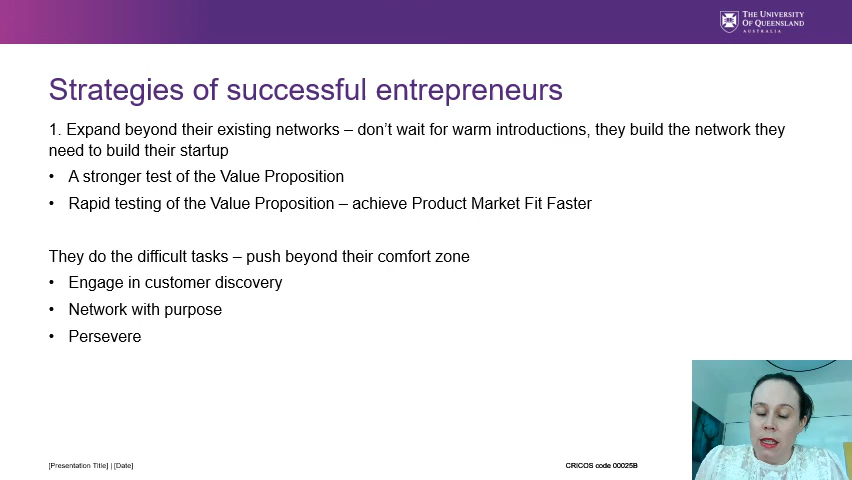 THE UNIVERSITY
OF QUEENSLAND
AUSTRALIA
Strategies of successful entrepreneurs
1. Expand beyond their existing networks – don’t wait for warm introductions, they build the network they
need to build their startup
• A stronger test of the Value Proposition
• Rapid testing of the Value Proposition – achieve Product Market Fit Faster
They do the difficult tasks – push beyond their comfort zone
• Engage in customer discovery
• Network with purpose
• Persevere
[Presentation Title] | [Date]
CRICOS code 00025B